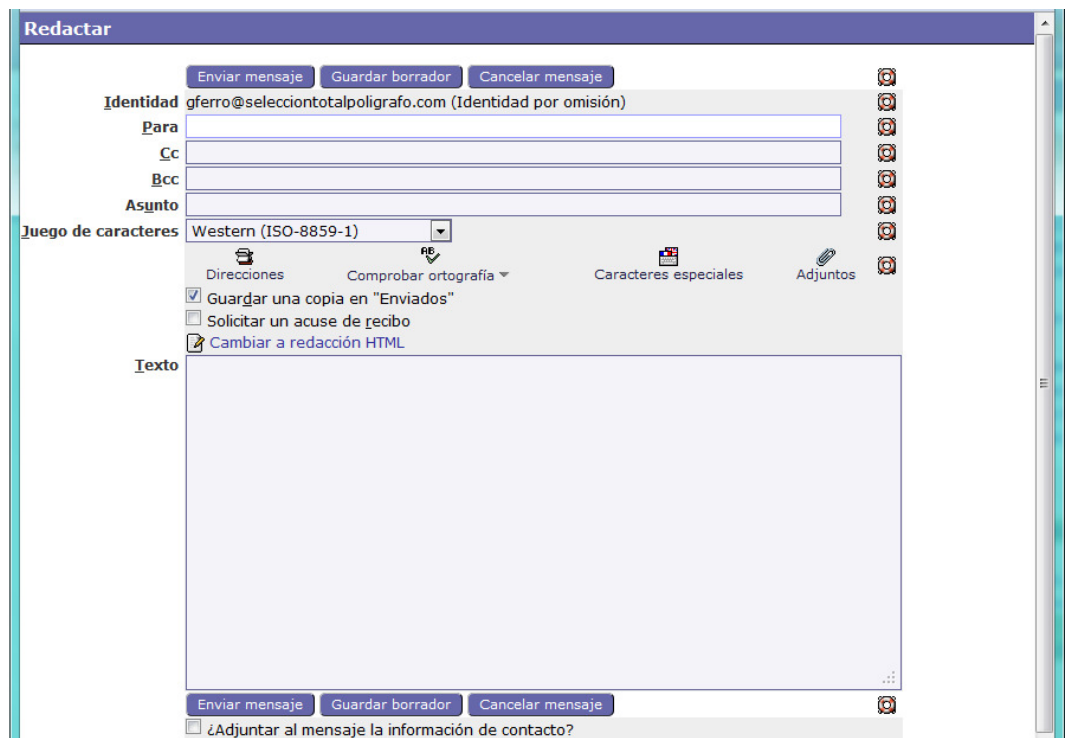 Redactar
Enviar mensaje Guardar borrador Cancelar mensaje
Identidad gferro@selecciontotalpoligrafo.com (Identidad por omisión)
Para
Cc
Bcc
Asunto
Juego de caracteres Western (ISO-8859-1)
Direcciones Comprobar ortografía Caracteres especiales Adjuntos
Guardar una copia en "Enviados"
Solicitar un acuse de recibo
Cambiar a redacción HTML
Texto
Enviar mensaje Guardar borrador Cancelar mensaje
¿Adjuntar al mensaje la información de contacto?